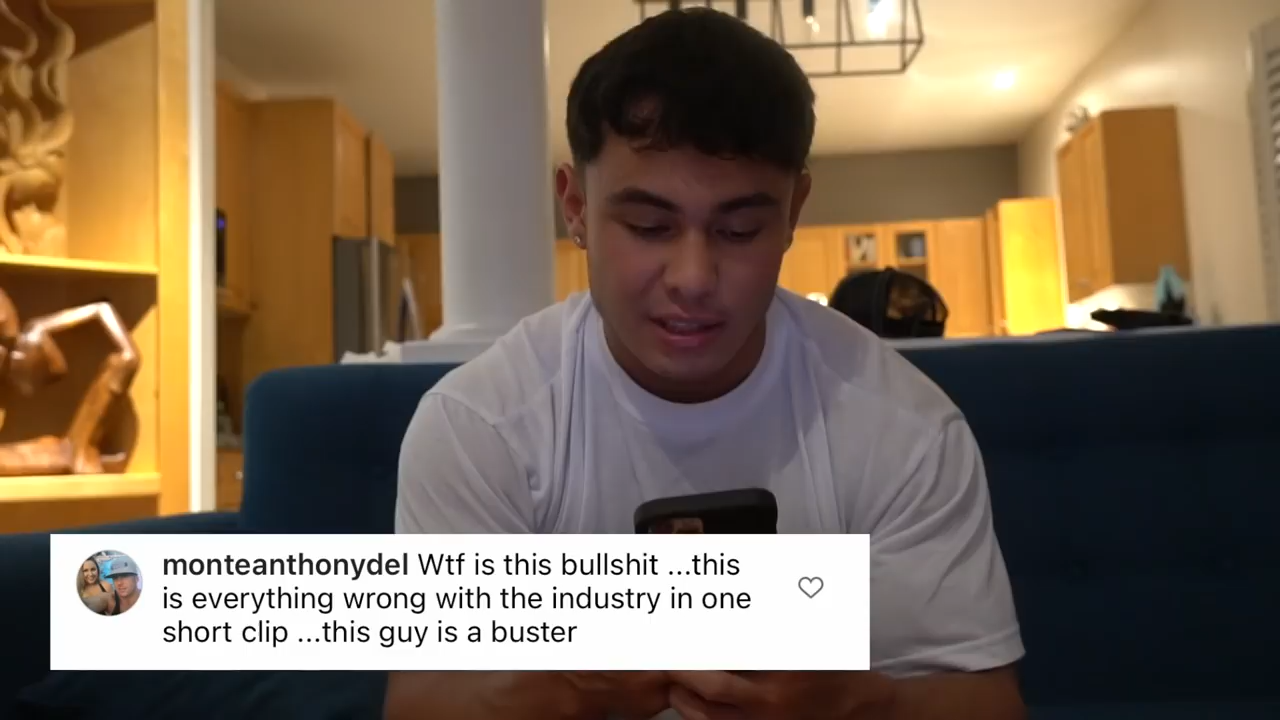 monteanthonydel Wtf is this bullshit ...this
is everything wrong with the industry in one
short clip ...this guy is a buster